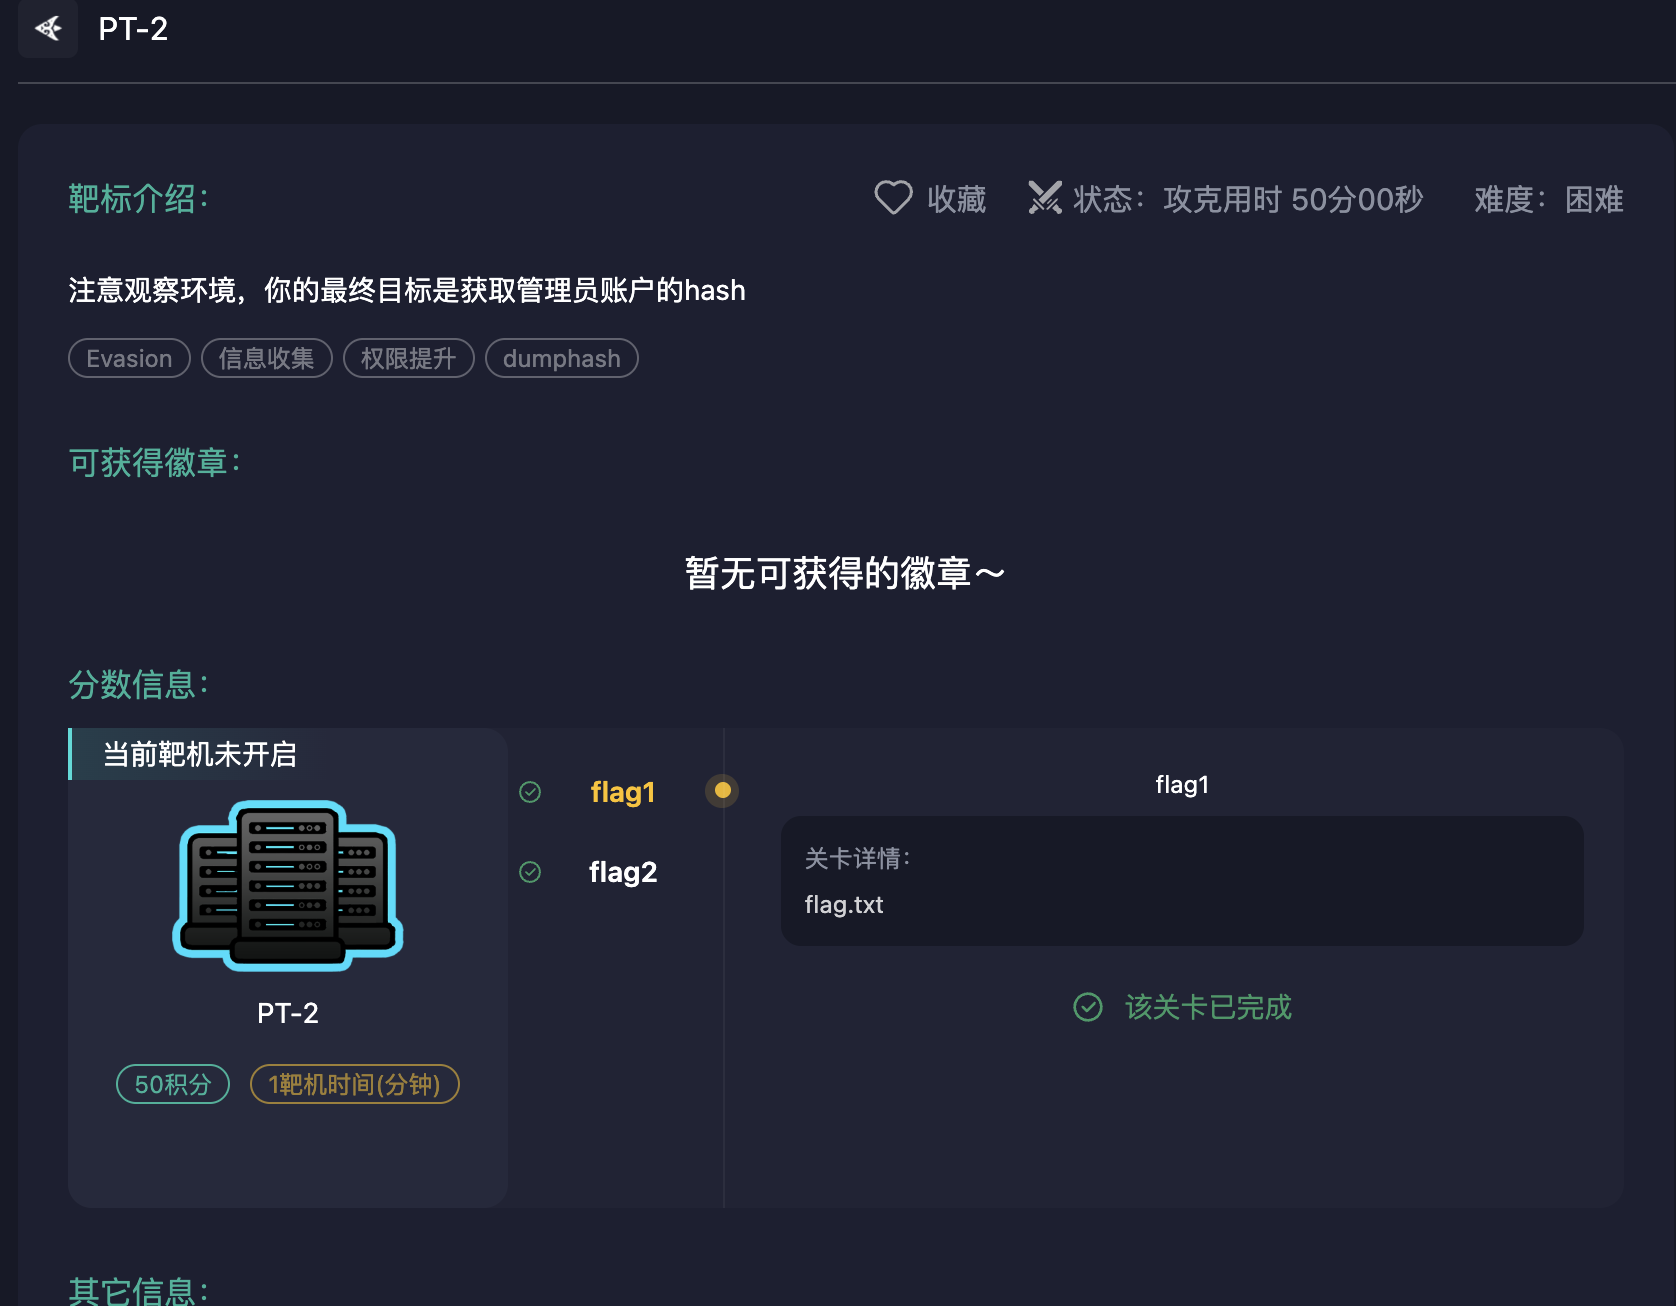 PT-2
靶标介绍：
收藏
状态：攻克用时 50分00秒
难度：困难
注意观察环境，你的最终目标是获取管理员账户的hash
Evasion
信息收集
权限提升
dumphash
可获得徽章：
暂无可获得的徽章～
分数信息：
当前靶机未开启
PT-2
50积分
1靶机时间(分钟)
flag1
flag2
flag1
关卡详情：
flag.txt
该关卡已完成
其它信息：